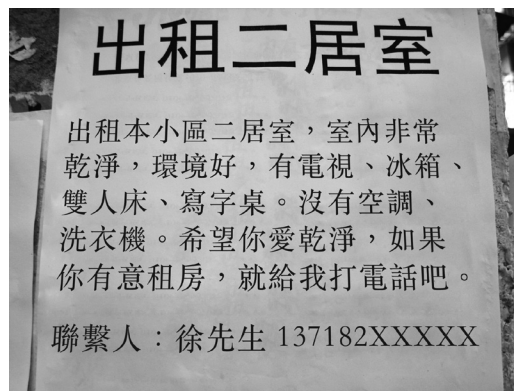 出租二居室
出租本小區二居室，室內非常
乾淨，環境好，有電視、冰箱、
雙人床、寫字桌。沒有空調、
洗衣機。希望你愛乾淨，如果
你有意租房，就給我打電話吧。
聯繫人：徐先生 137182XXXXX